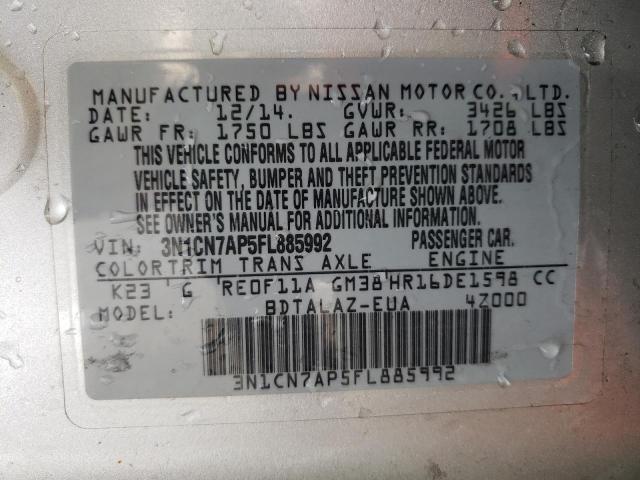 MANUFACTURED BY NISSAN MOTOR CO., LTD.
DATE: 12/14. GVWR: 3426 LBS
GAWR FR: 1750 LBS GAWR RR: 1708 LBS
THIS VEHICLE CONFORMS TO ALL APPLICABLE FEDERAL MOTOR
VEHICLE SAFETY, BUMPER AND THEFT PREVENTION STANDARDS
IN EFFECT ON THE DATE OF MANUFACTURE SHOWN ABOVE.
SEE OWNER'S MANUAL FOR ADDITIONAL INFORMATION.
VIN: 3N1CN7AP5FL885992 PASSENGER CAR.
COLOR TRIM TRANS AXLE ENGINE
K23 G RE0F11A GM38 HR16DE1598 CC
MODEL: BDTALAZ-EUA 4Z000
3N1CN7AP5FL885992